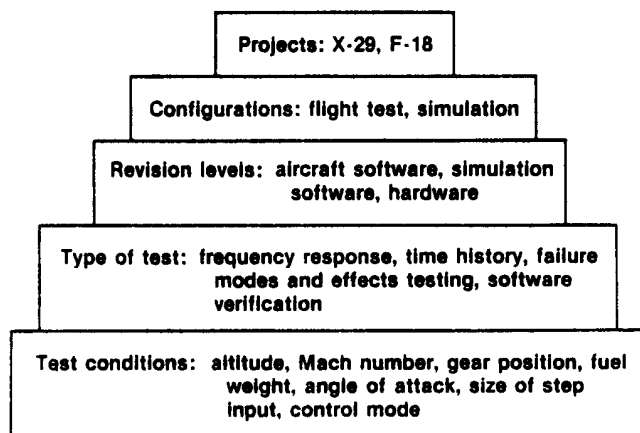 Projects: X-29, F-18
Configurations: flight test, simulation
Revision levels: aircraft software, simulation
software, hardware
Type of test: frequency response, time history, failure
modes and effects testing, software
verification
Test conditions: altitude, Mach number, gear position, fuel
weight, angle of attack, size of step
input, control mode